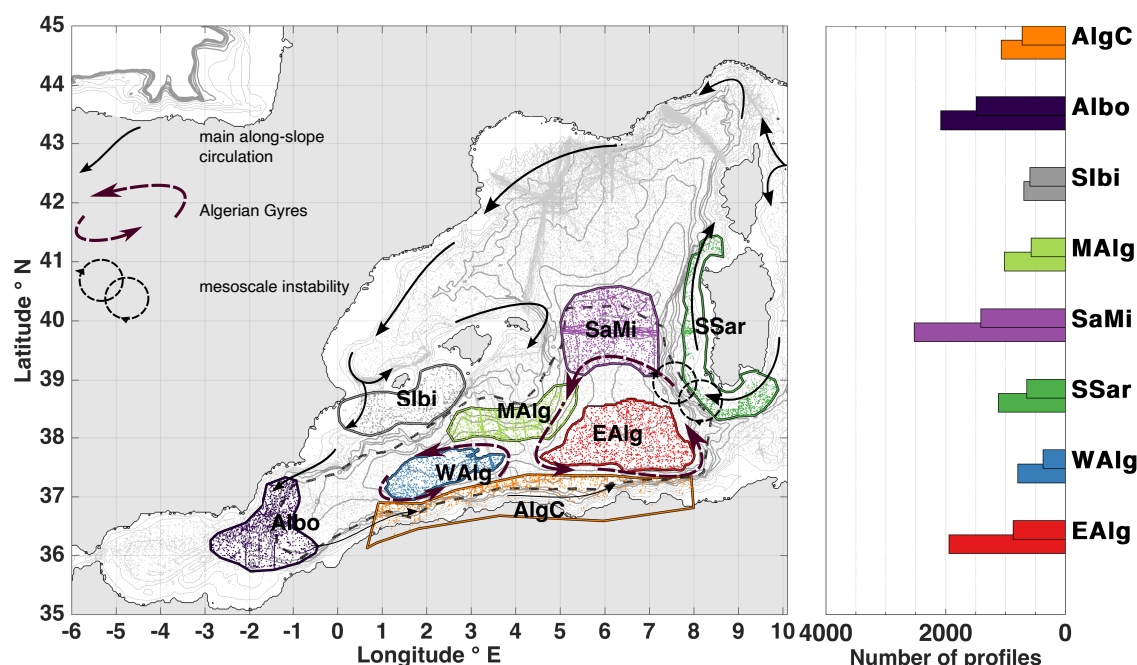 45
44
43
42
41
40
39
38
37
36
35
Latitude ° N
-6 -5 -4 -3 -2 -1 0 1 2 3 4 5 6 7 8 9 10
Longitude ° E
main along-slope
circulation
Algerian Gyres
mesoscale instability
SaMi
SSar
SIbi
MAlg
EAlg
WAlg
AlgC
Albo
AlgC
Albo
SIbi
MAlg
SaMi
SSar
WAlg
EAlg
4000 2000 0
Number of profiles